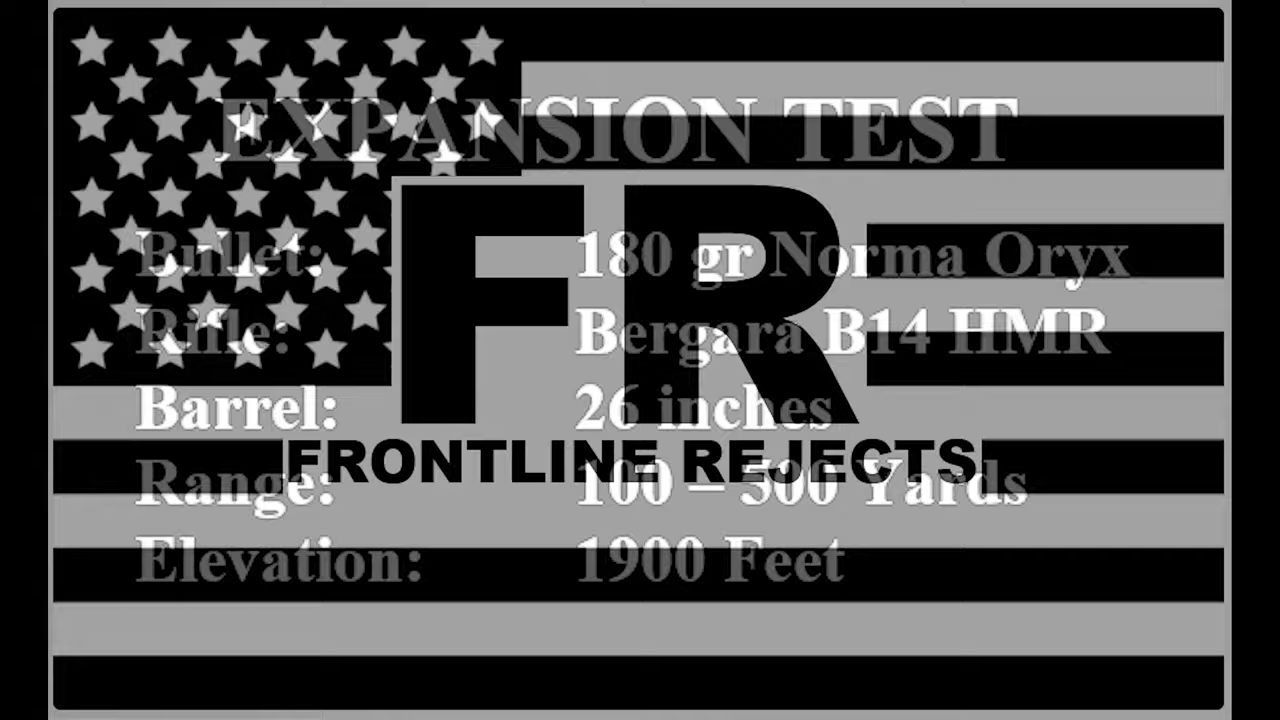 EXPANSION TEST
FR
Bullet: 180 gr Norma Oryx
Rifle: Bergara B14 HMR
Barrel: 26 inches
FRONTLINE REJECTS
Range: 100 – 500 Yards
Elevation: 1900 Feet